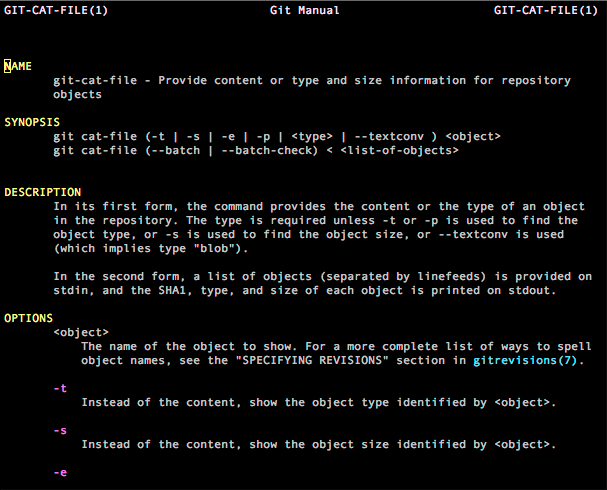 GIT-CAT-FILE(1) Git Manual GIT-CAT-FILE(1)
NAME
git-cat-file - Provide content or type and size information for repository
objects
SYNOPSIS
git cat-file (-t | -s | -e | -p | <type> | --textconv ) <object>
git cat-file (--batch | --batch-check) < <list-of-objects>
DESCRIPTION
In its first form, the command provides the content or the type of an object
in the repository. The type is required unless -t or -p is used to find the
object type, or -s is used to find the object size, or --textconv is used
(which implies type "blob").
In the second form, a list of objects (separated by linefeeds) is provided on
stdin, and the SHA1, type, and size of each object is printed on stdout.
OPTIONS
<object>
The name of the object to show. For a more complete list of ways to spell
object names, see the "SPECIFYING REVISIONS" section in gitrevisions(7).
-t
Instead of the content, show the object type identified by <object>.
-s
Instead of the content, show the object size identified by <object>.
-e